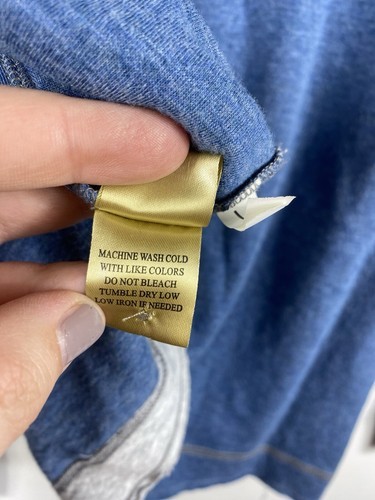 MACHINE WASH COLD
WITH LIKE COLORS
DO NOT BLEACH
TUMBLE DRY LOW
LOW IRON IF NEEDED